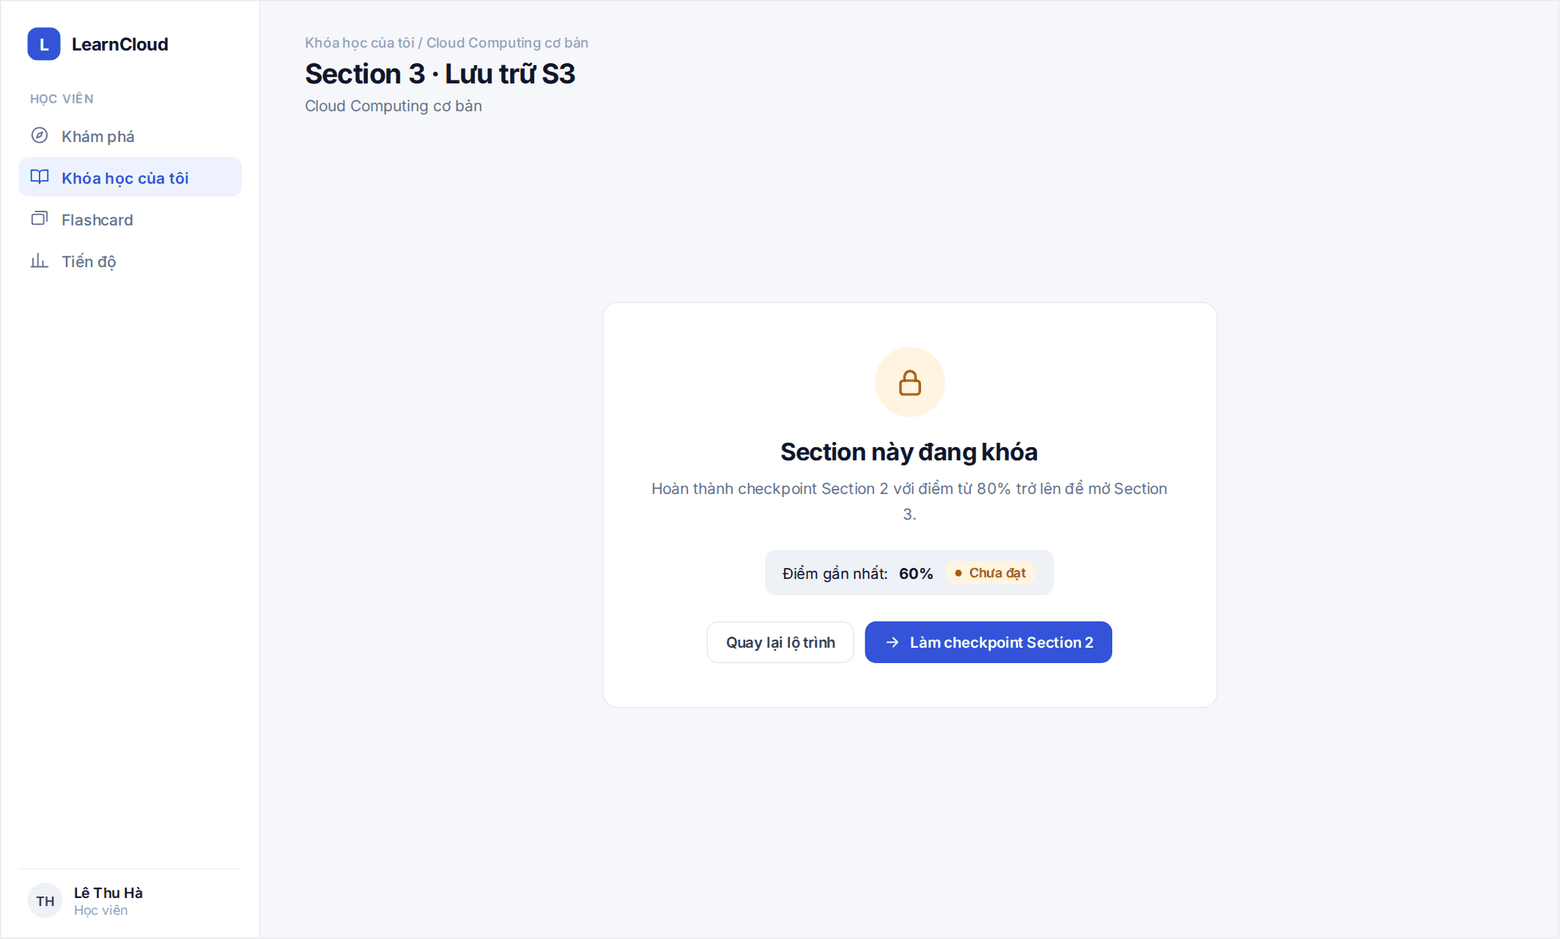 L LearnCloud
HỌC VIÊN
Khám phá
Khóa học của tôi
Flashcard
Tiến độ
TH
Lê Thu Hà
Học viên
Khóa học của tôi / Cloud Computing cơ bản
Section 3 · Lưu trữ S3
Cloud Computing cơ bản
Section này đang khóa
Hoàn thành checkpoint Section 2 với điểm từ 80% trở lên để mở Section
3.
Điểm gần nhất: 60% Chưa đạt
Quay lại lộ trình
Làm checkpoint Section 2